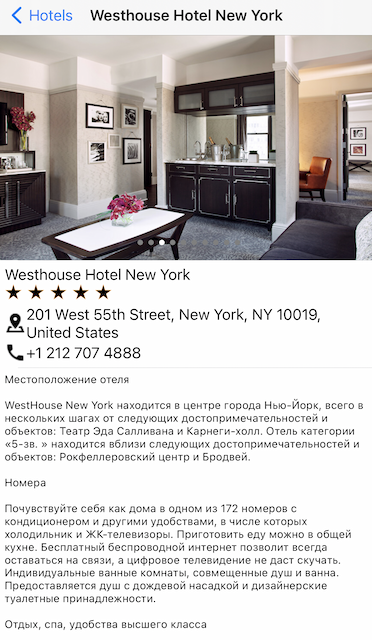 Hotels
Westhouse Hotel New York
Westhouse Hotel New York
201 West 55th Street, New York, NY 10019,
United States
+1 212 707 4888
Местоположение отеля
WestHouse New York находится в центре города Нью-Йорк, всего в
нескольких шагах от следующих достопримечательностей и
объектов: Театр Эда Салливана и Карнеги-холл. Отель категории
«5-зв. » находится вблизи следующих достопримечательностей и
объектов: Рокфеллеровский центр и Бродвей.
Номера
Почувствуйте себя как дома в одном из 172 номеров с
кондиционером и другими удобствами, в числе которых
холодильник и ЖК-телевизоры. Приготовить еду можно в общей
кухне. Бесплатный беспроводной интернет позволит всегда
оставаться на связи, а цифровое телевидение не даст скучать.
Индивидуальные ванные комнаты, совмещенные душ и ванна.
Предоставляется душ с дождевой насадкой и дизайнерские
туалетные принадлежности.
Отдых, спа, удобства высшего класса